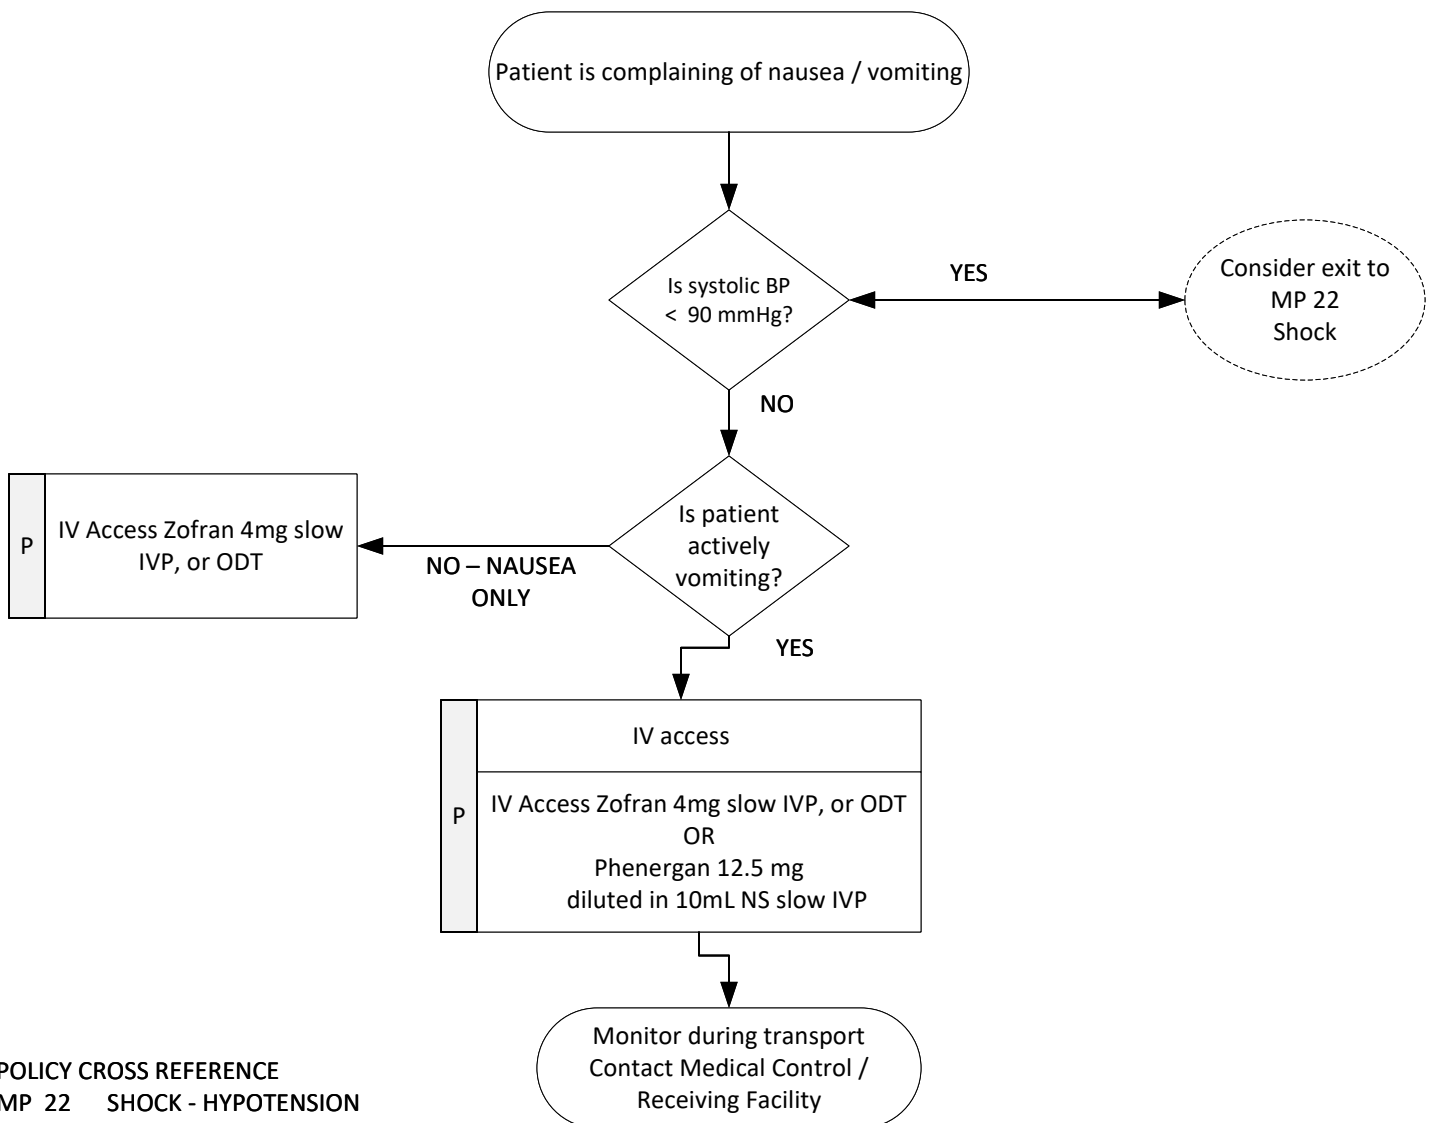 Patient is complaining of nausea / vomiting
Is systolic BP
< 90 mmHg?
YES
Consider exit to
MP 22
Shock
NO
P
IV Access Zofran 4mg slow
IVP, or ODT
NO – NAUSEA
ONLY
Is patient
actively
vomiting?
YES
P
IV access
IV Access Zofran 4mg slow IVP, or ODT
OR
Phenergan 12.5 mg
diluted in 10mL NS slow IVP
Monitor during transport
Contact Medical Control /
Receiving Facility
POLICY CROSS REFERENCE
MP 22 SHOCK - HYPOTENSION